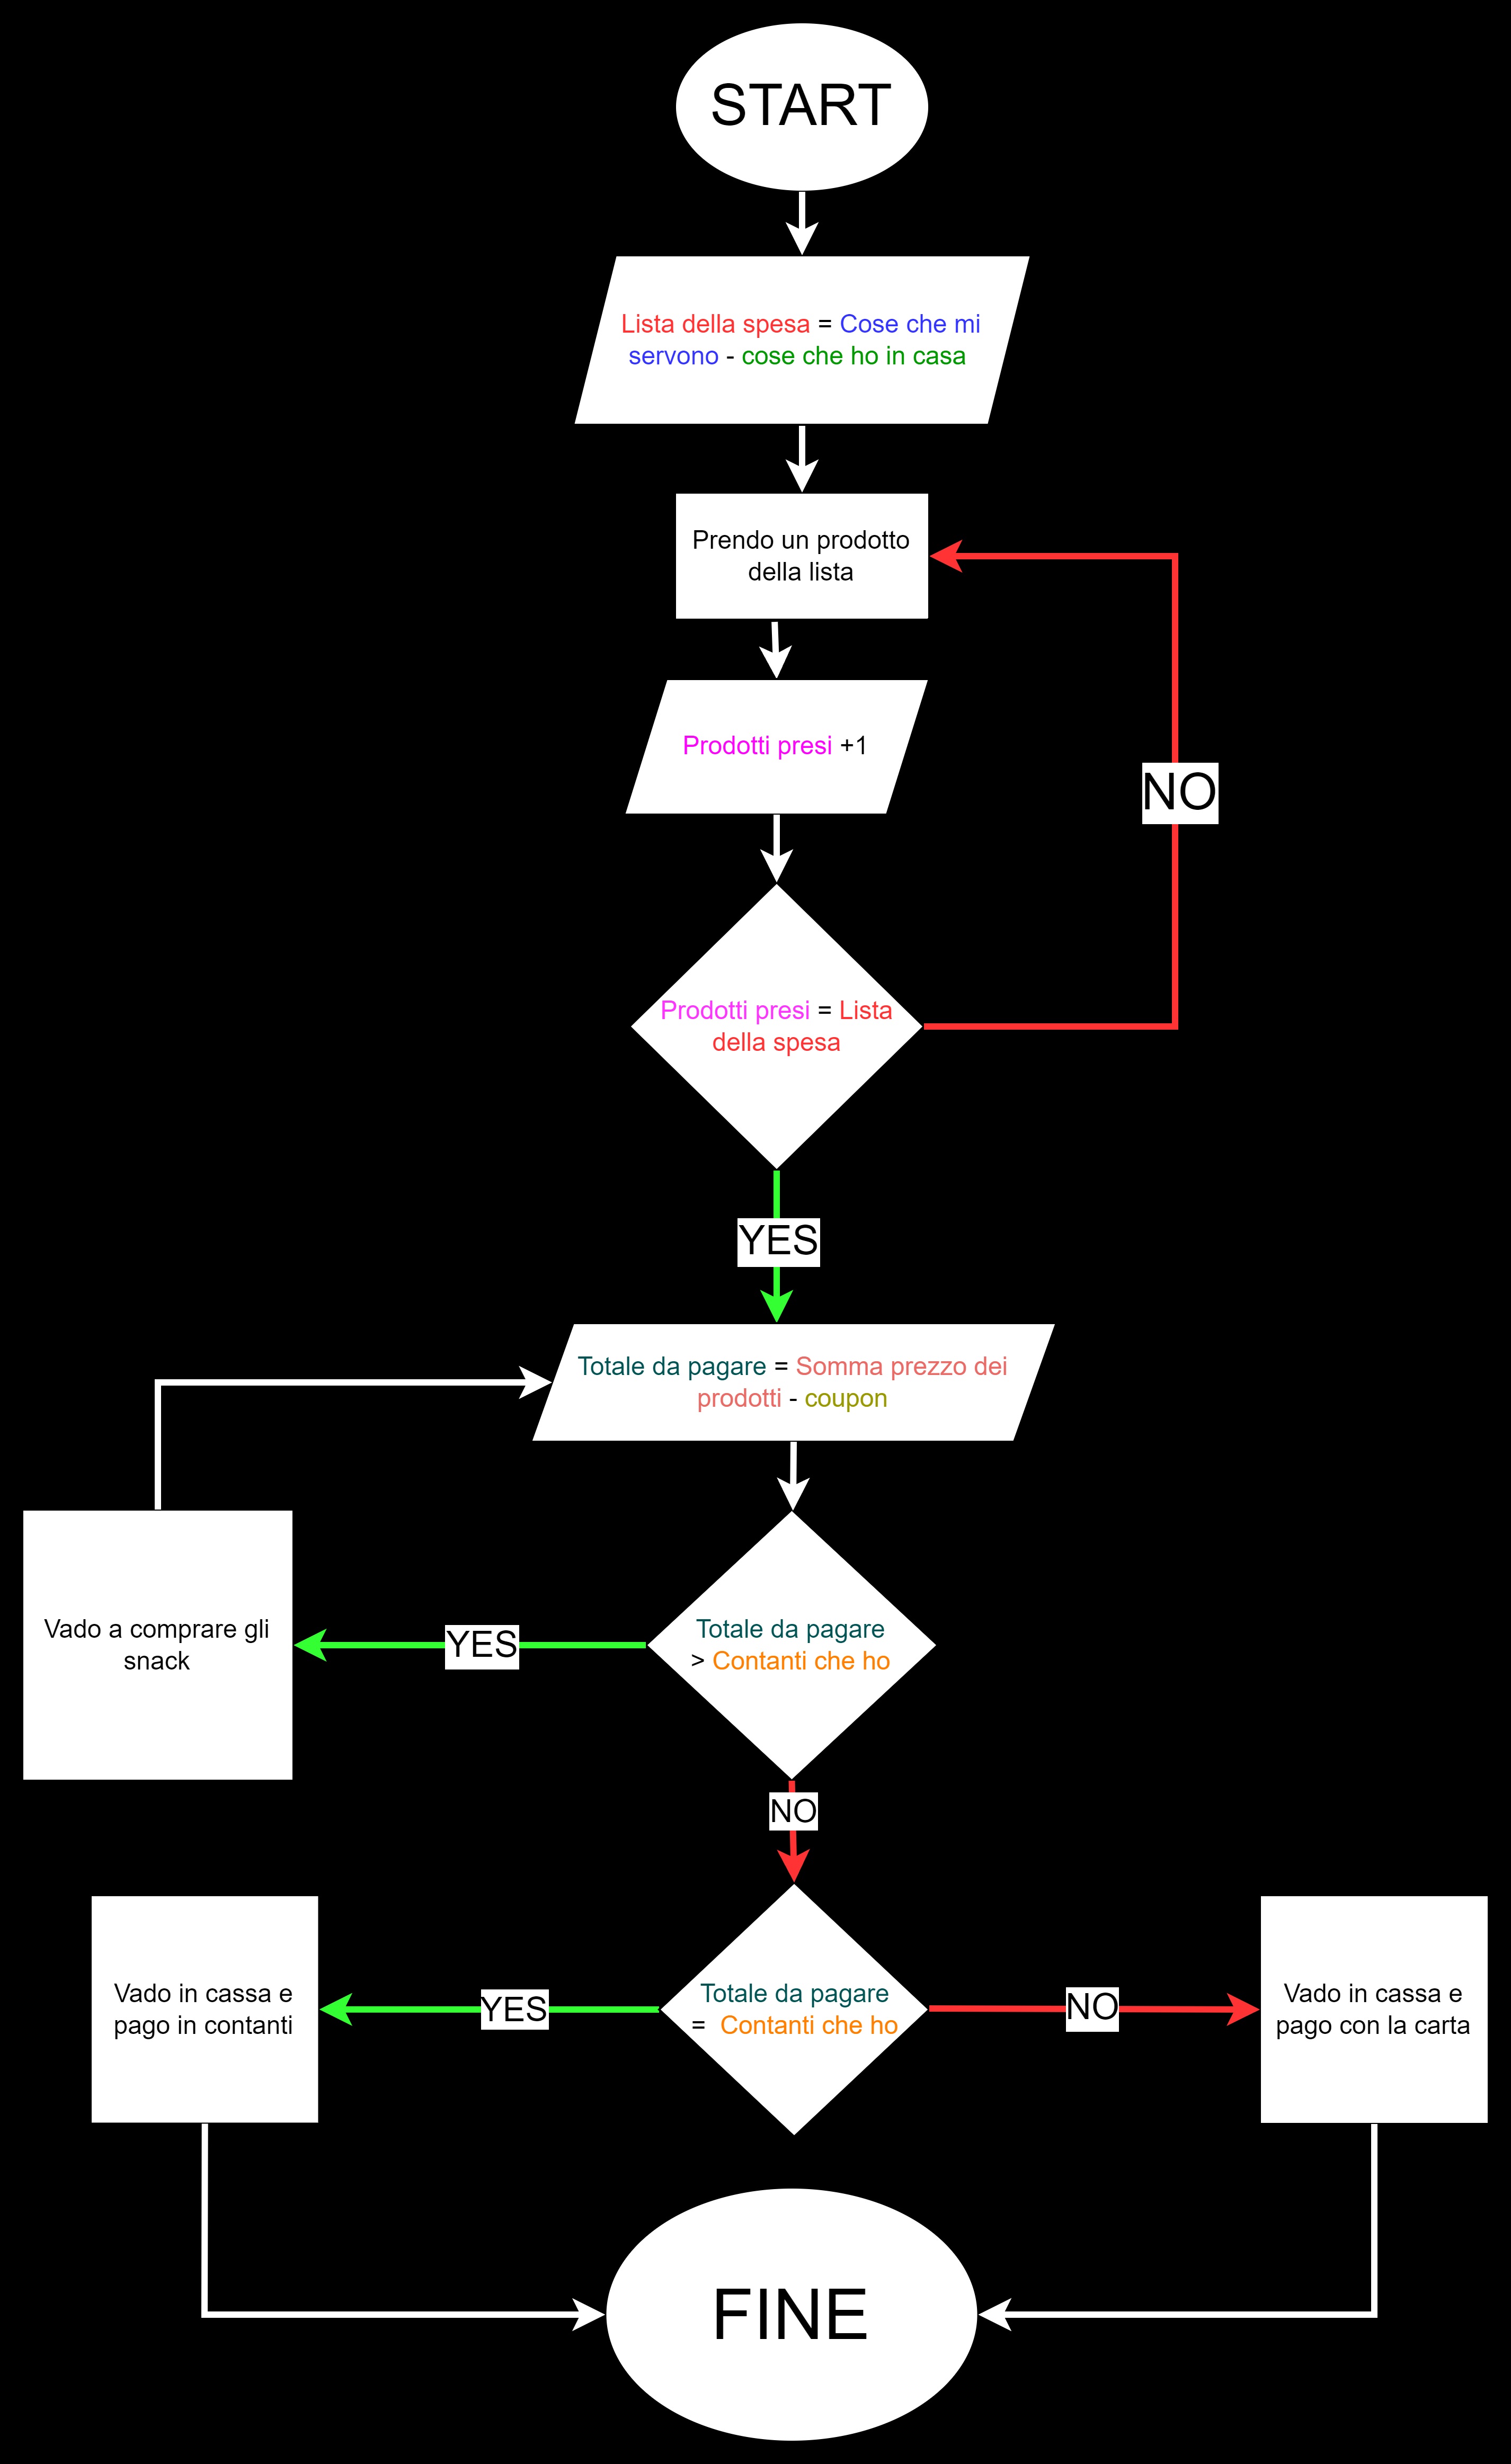 START
Lista della spesa = Cose che mi
servono - cose che ho in casa
Prendo un prodotto
della lista
Prodotti presi +1
NO
Prodotti presi = Lista
della spesa
YES
Totale da pagare = Somma prezzo dei
prodotti - coupon
Vado a comprare gli
snack
YES
Totale da pagare
> Contanti che ho
NO
Vado in cassa e
pago in contanti
YES
Totale da pagare
= Contanti che ho
NO
Vado in cassa e
pago con la carta
FINE